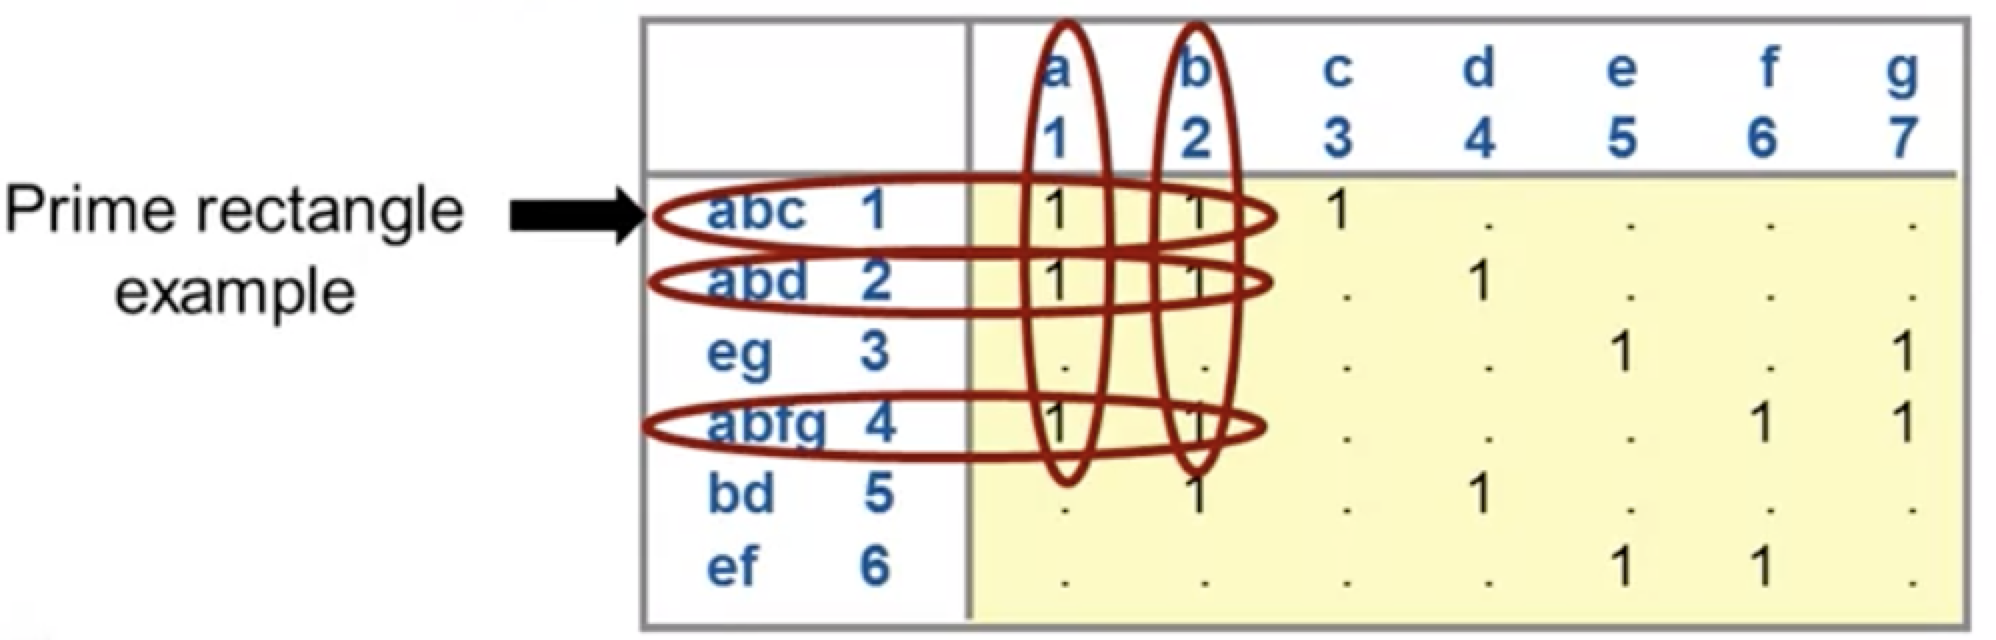 a b c d e f g
1 2 3 4 5 6 7
Prime rectangle
example
abc 1 1 1 1 . . . .
abd 2 1 1 . 1 . . .
eg 3 . . . . 1 . 1
abfg 4 1 1 . . . 1 1
bd 5 . 1 . 1 . . .
ef 6 . . . . 1 1 .